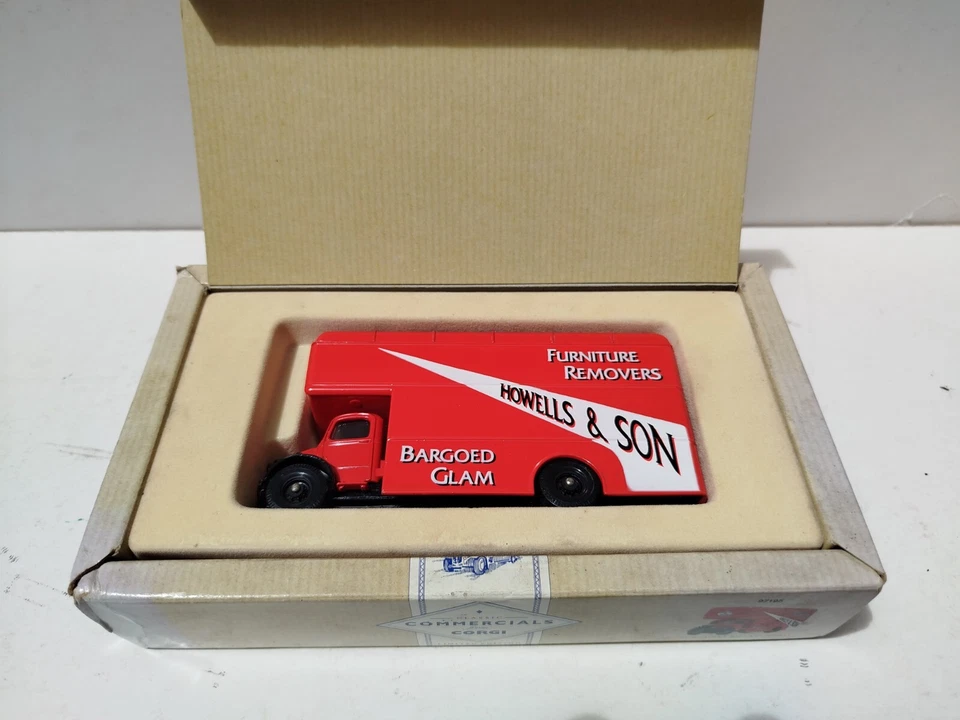 FURNITURE
REMOVERS
HOWELLS & SON
BARGOED
GLAM
COMMERCIALS
CORGI